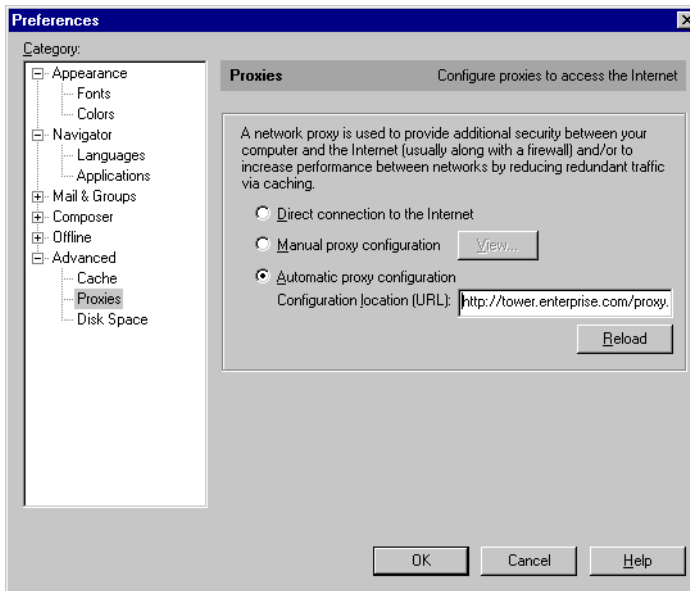 Preferences
Category:
Appearance
Fonts
Colors
Navigator
Languages
Applications
Mail & Groups
Composer
Offline
Advanced
Cache
Proxies
Disk Space
Proxies Configure proxies to access the Internet
A network proxy is used to provide additional security between your
computer and the Internet (usually along with a firewall) and/or to
increase performance between networks by reducing redundant traffic
via caching.
Direct connection to the Internet
Manual proxy configuration View...
Automatic proxy configuration
Configuration location (URL): http://tower.enterprise.com/proxy.
Reload
OK Cancel Help